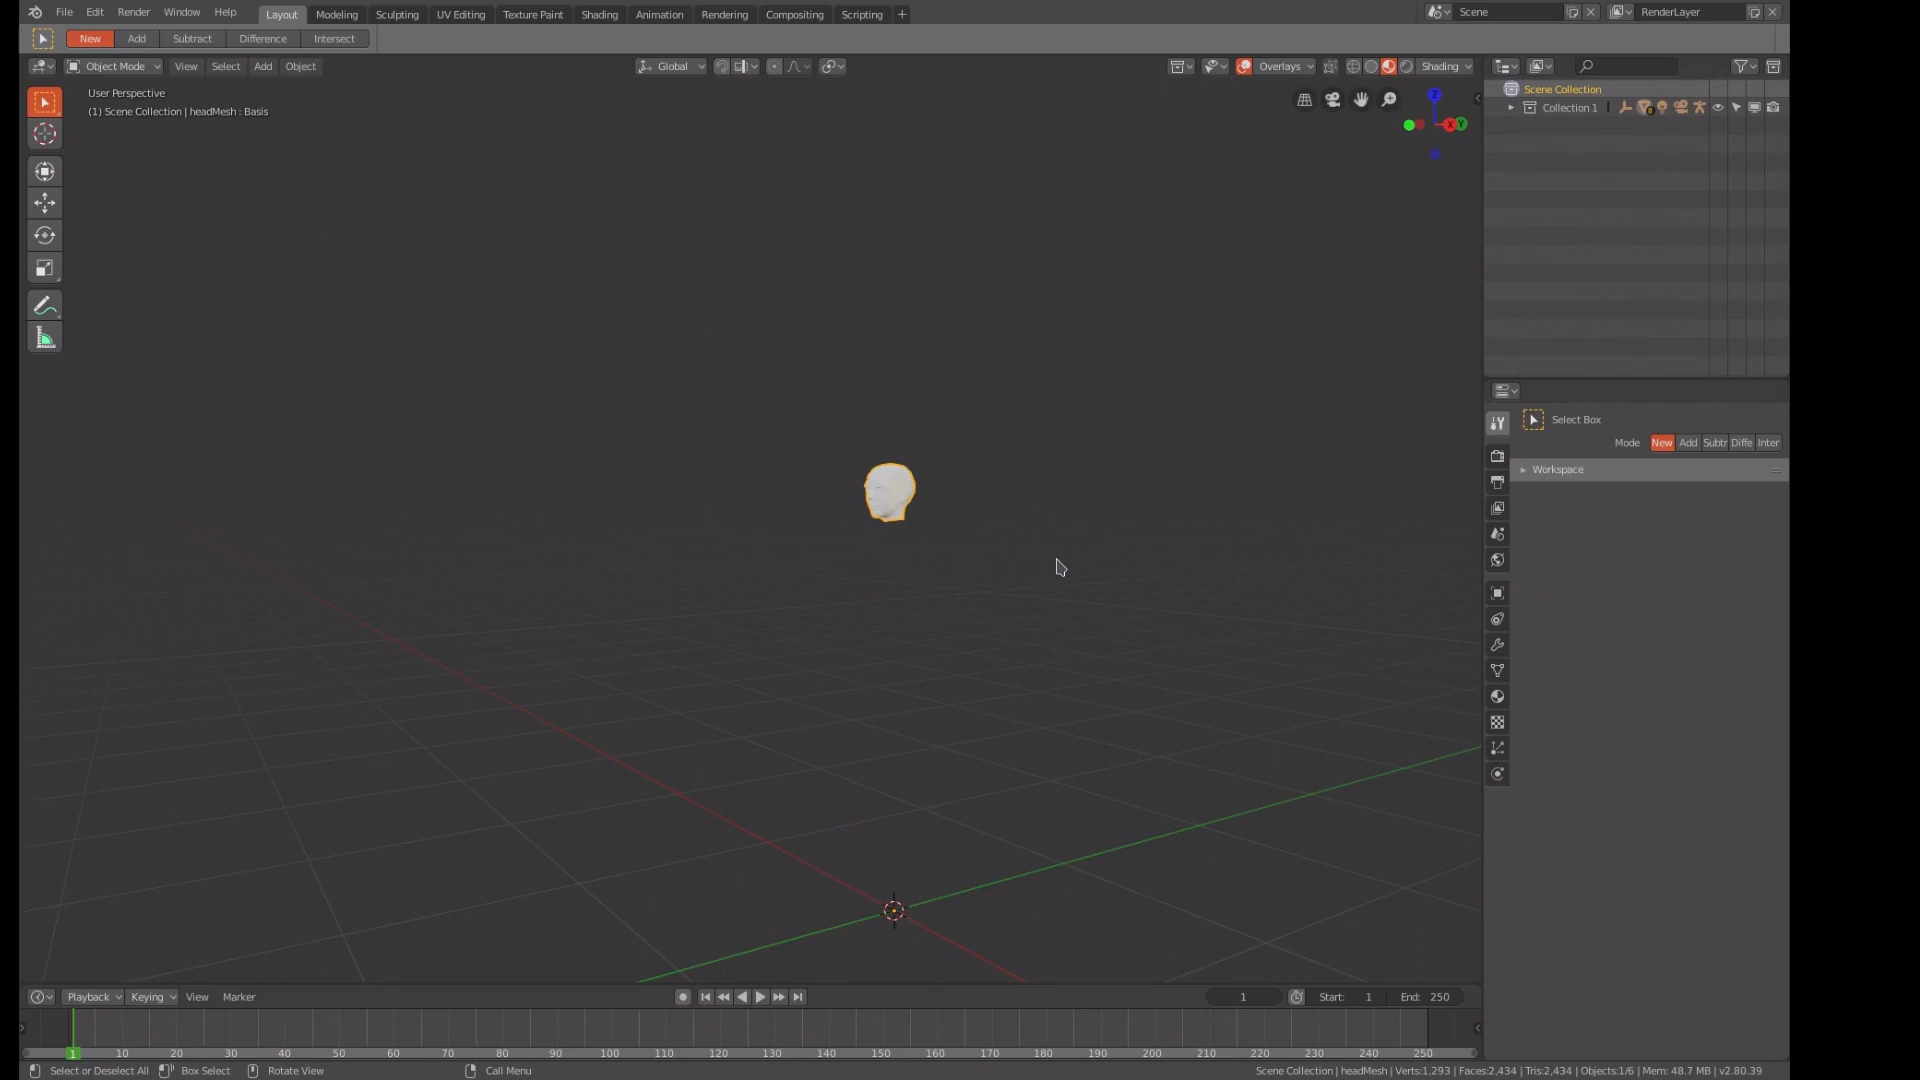 File Edit Render Window Help Layout Modeling Sculpting UV Editing Texture Paint Shading Animation Rendering Compositing Scripting + Scene RenderLayer
New Add Subtract Difference Intersect
Object Mode View Select Add Object Global Overlays Shading
User Perspective
(1) Scene Collection | headMesh : Basis
Z
X Y
Scene Collection
Collection 1
Select Box
Mode New Add Subtr Diffe Inter
Workspace
Playback Keying View Marker 1 Start: 1 End: 250
1 10 20 30 40 50 60 70 80 90 100 110 120 130 140 150 160 170 180 190 200 210 220 230 240 250
Select or Deselect All Box Select Rotate View Call Menu Scene Collection | headMesh | Verts:1,293 | Faces:2,434 | Tris:2,434 | Objects:1/6 | Mem: 48.7 MB | v2.80.39